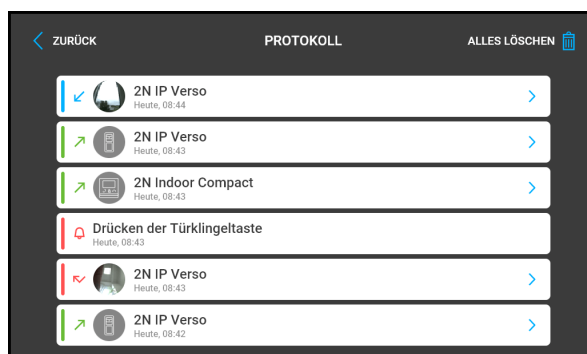 ZURÜCK
PROTOKOLL
ALLES LÖSCHEN
2N IP Verso
Heute, 08:44
2N IP Verso
Heute, 08:43
2N Indoor Compact
Heute, 08:43
Drücken der Türklingeltaste
Heute, 08:43
2N IP Verso
Heute, 08:43
2N IP Verso
Heute, 08:42